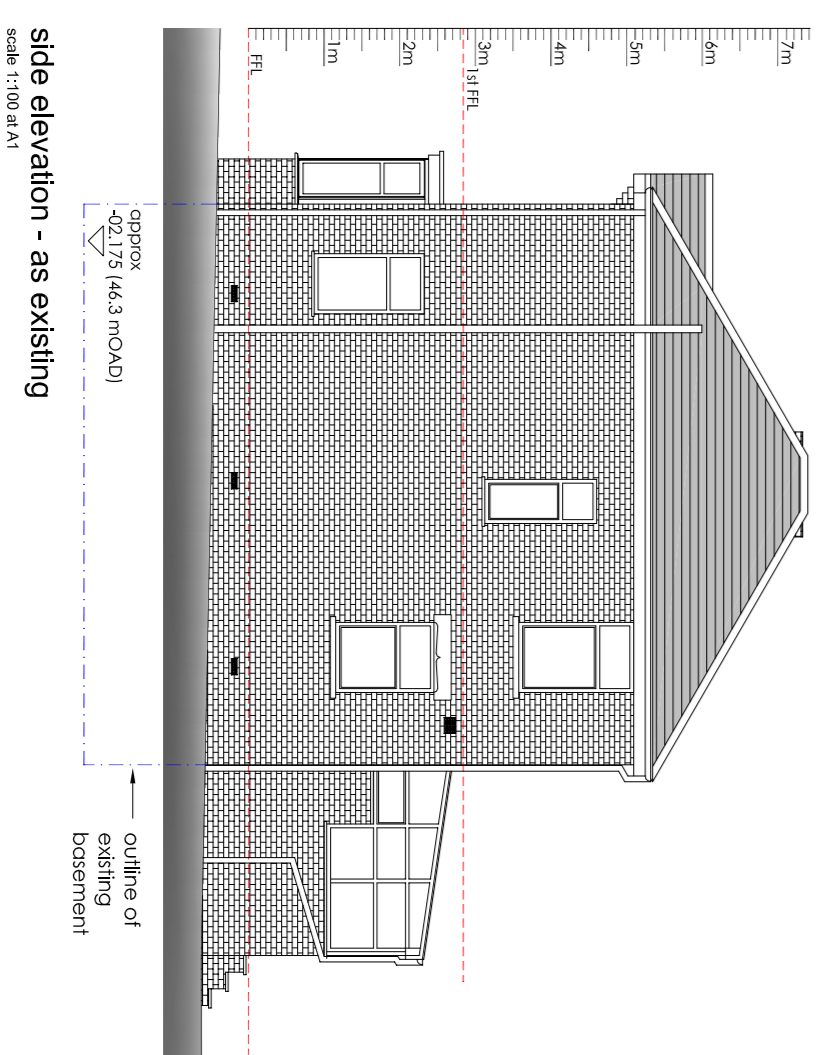 7m
6m
5m
4m
3m
1st FFL
2m
1m
FFL
approx
-02.175 (46.3 mOAD)
outline of
existing
basement
side elevation - as existing
scale 1:100 at A1